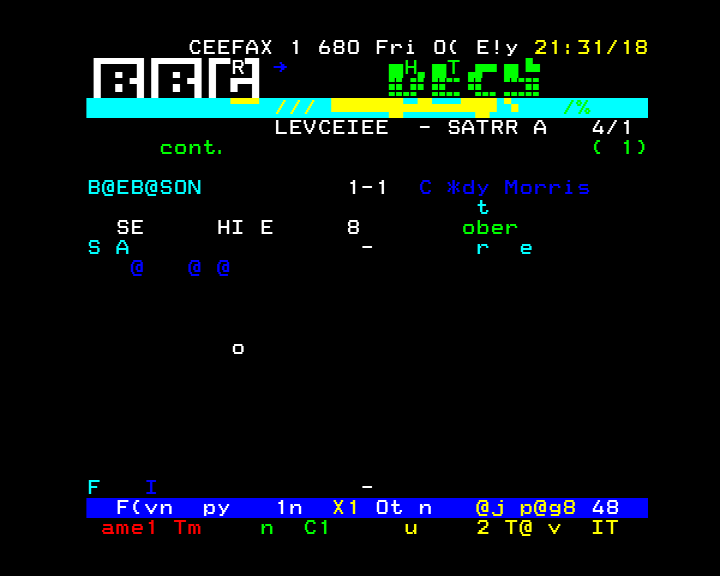 CEEFAX 1 680 Fri O( E!y 21:31/18
BBC R → H T
/// /%
LEVCEIEE - SATRR A 4/1
cont. ( 1)
B@EB@SON 1-1 C *dy Morris
t
SE HI E 8 ober
S A - r e
@ @ @
o
F I -
F(vn py 1n X1 Ot n @j p@g8 48
ame1 Tm n C1 u 2 T@ v IT